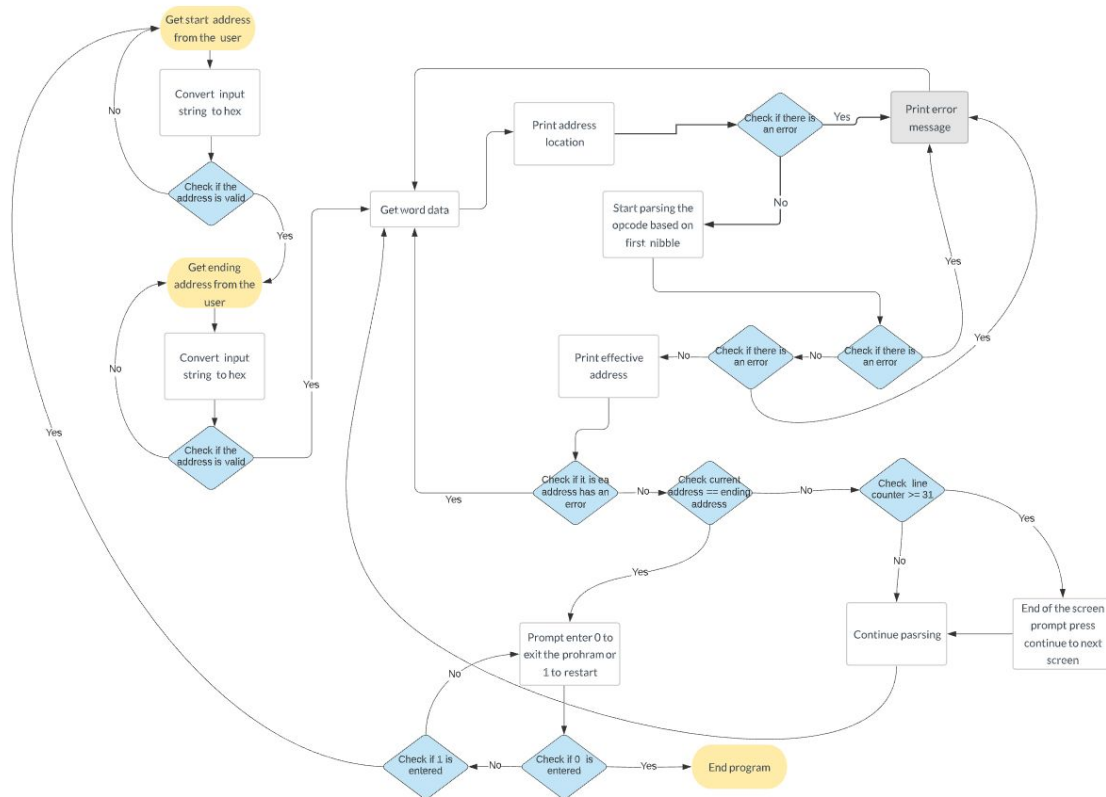 Get start address
from the user
Convert input
string to hex
No
Check if the
address is valid
Yes
Get ending
address from the
user
Convert input
string to hex
No
Check if the
address is valid
Yes
Yes
Get word data
Print address
location
Check if there is
an error
Yes
Print error
message
No
Start parsing the
opcode based on
first nibble
Yes
Yes
Check if there is
an error
No
Check if there is
an error
No
Print effective
address
Check if it is ea
address has an
error
Yes
No
Check current
address == ending
address
No
Check line
counter >= 31
Yes
No
Yes
End of the screen
prompt press
continue to next
screen
Continue pasrsing
Prompt enter 0 to
exit the prohram or
1 to restart
No
Check if 1 is
entered
No
Check if 0 is
entered
Yes
End program